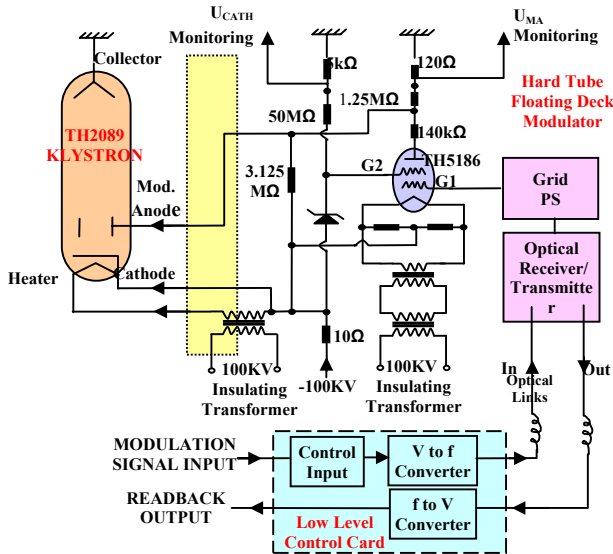 U_CATH
Monitoring
U_MA
Monitoring
Collector
5kΩ
120Ω
Hard Tube
Floating Deck
Modulator
1.25MΩ
50MΩ
140kΩ
TH2089
KLYSTRON
TH5186
G2
G1
3.125
MΩ
Mod.
Anode
Grid
PS
Optical
Receiver/
Transmitte
r
Heater
Cathode
10Ω
100KV
Insulating
Transformer
-100KV
100KV
Insulating
Transformer
In
Out
Optical
Links
MODULATION
SIGNAL INPUT
Control
Input
V to f
Converter
READBACK
OUTPUT
f to V
Converter
Low Level
Control Card